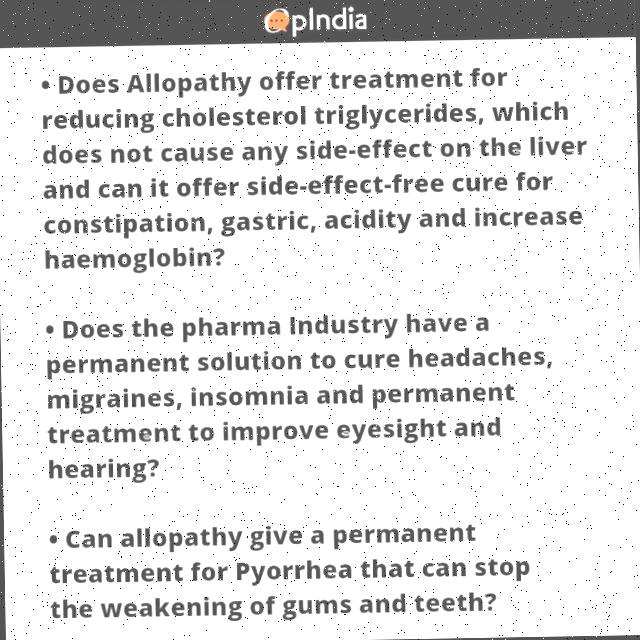 OpIndia
• Does Allopathy offer treatment for
reducing cholesterol triglycerides, which
does not cause any side-effect on the liver
and can it offer side-effect-free cure for
constipation, gastric, acidity and increase
haemoglobin?
• Does the pharma Industry have a
permanent solution to cure headaches,
migraines, insomnia and permanent
treatment to improve eyesight and
hearing?
• Can allopathy give a permanent
treatment for Pyorrhea that can stop
the weakening of gums and teeth?